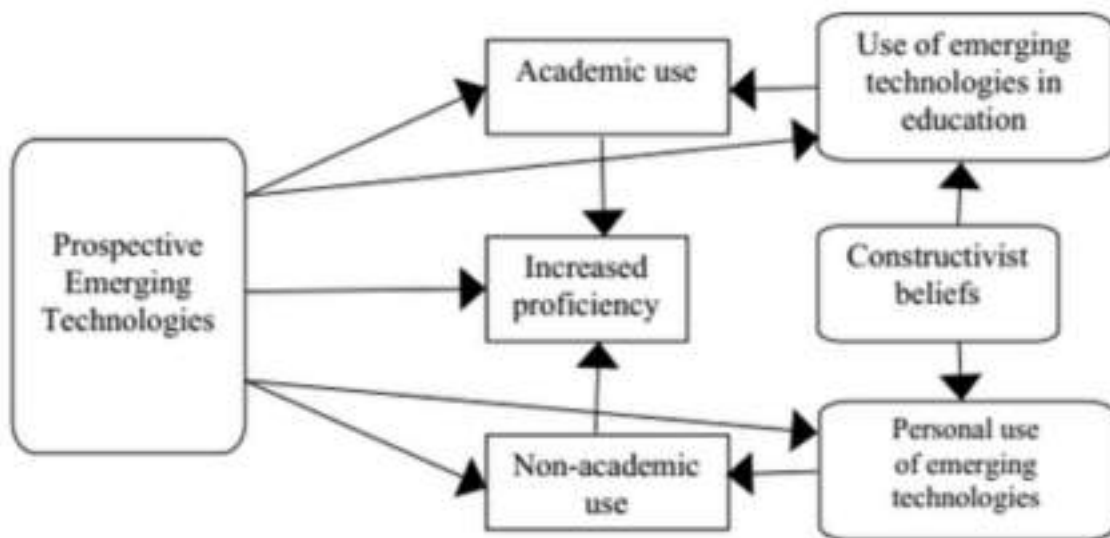 Prospective
Emerging
Technologies
Academic use
Increased
proficiency
Non-academic
use
Use of emerging
technologies in
education
Constructivist
beliefs
Personal use
of emerging
technologies